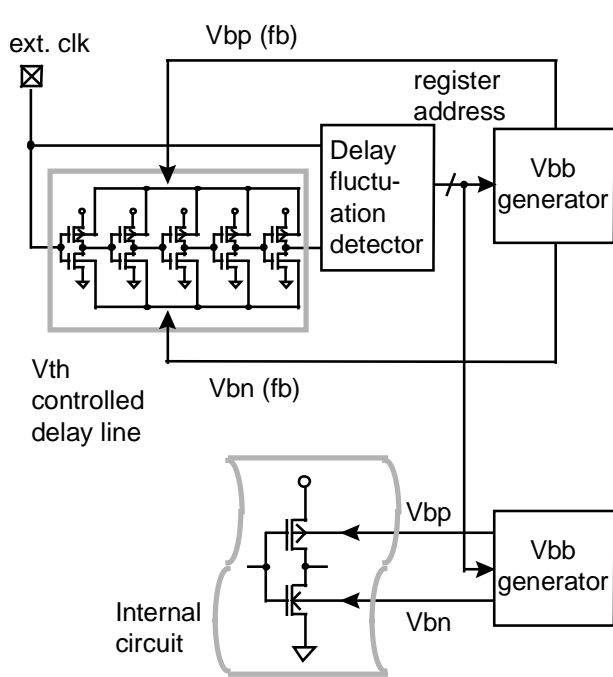 Vbp (fb)
ext. clk
register
address
Delay
fluctu-
ation
detector
Vbb
generator
Vth
controlled
delay line
Vbn (fb)
Vbp
Vbb
generator
Internal
circuit
Vbn